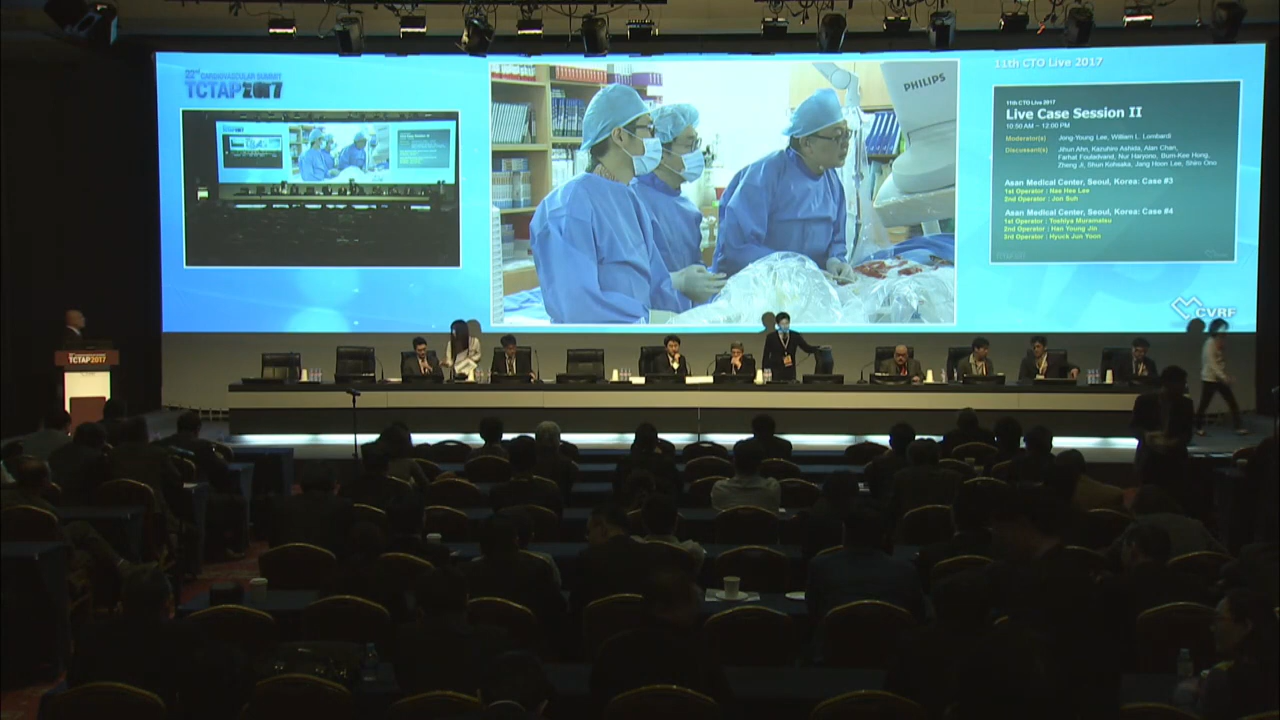 22nd CARDIOVASCULAR SUMMIT
TCTAP2017
PHILIPS
11th CTO Live 2017
11th CTO Live 2017
Live Case Session II
10:50 AM ~ 12:00 PM
Moderator(s) Jong-Young Lee, William L. Lombardi
Discussant(s) Jihun Ahn, Kazuhiro Ashida, Alan Chan,
Farhat Fouladvand, Nur Haryono, Bum-Kee Hong,
Zheng Ji, Shun Kohsaka, Jang Hoon Lee, Shiro Ono
Asan Medical Center, Seoul, Korea: Case #3
1st Operator : Nae Hee Lee
2nd Operator : Jon Suh
Asan Medical Center, Seoul, Korea: Case #4
1st Operator : Toshiya Muramatsu
2nd Operator : Han Young Jin
3rd Operator : Hyuck Jun Yoon
CVRF
TCTAP2017